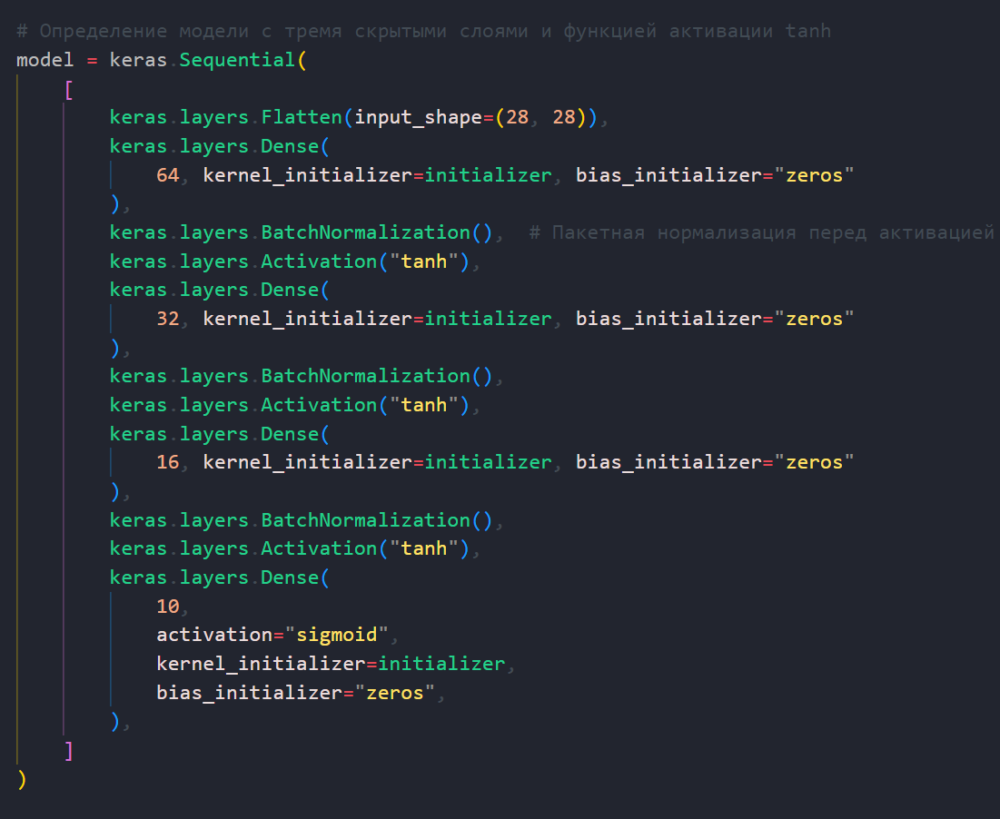 # Определение модели с тремя скрытыми слоями и функцией активации tanh
model = keras.Sequential(
    [
        keras.layers.Flatten(input_shape=(28, 28)),
        keras.layers.Dense(
            64, kernel_initializer=initializer, bias_initializer="zeros"
        ),
        keras.layers.BatchNormalization(),  # Пакетная нормализация перед активацией
        keras.layers.Activation("tanh"),
        keras.layers.Dense(
            32, kernel_initializer=initializer, bias_initializer="zeros"
        ),
        keras.layers.BatchNormalization(),
        keras.layers.Activation("tanh"),
        keras.layers.Dense(
            16, kernel_initializer=initializer, bias_initializer="zeros"
        ),
        keras.layers.BatchNormalization(),
        keras.layers.Activation("tanh"),
        keras.layers.Dense(
            10,
            activation="sigmoid",
            kernel_initializer=initializer,
            bias_initializer="zeros",
        ),
    ]
)